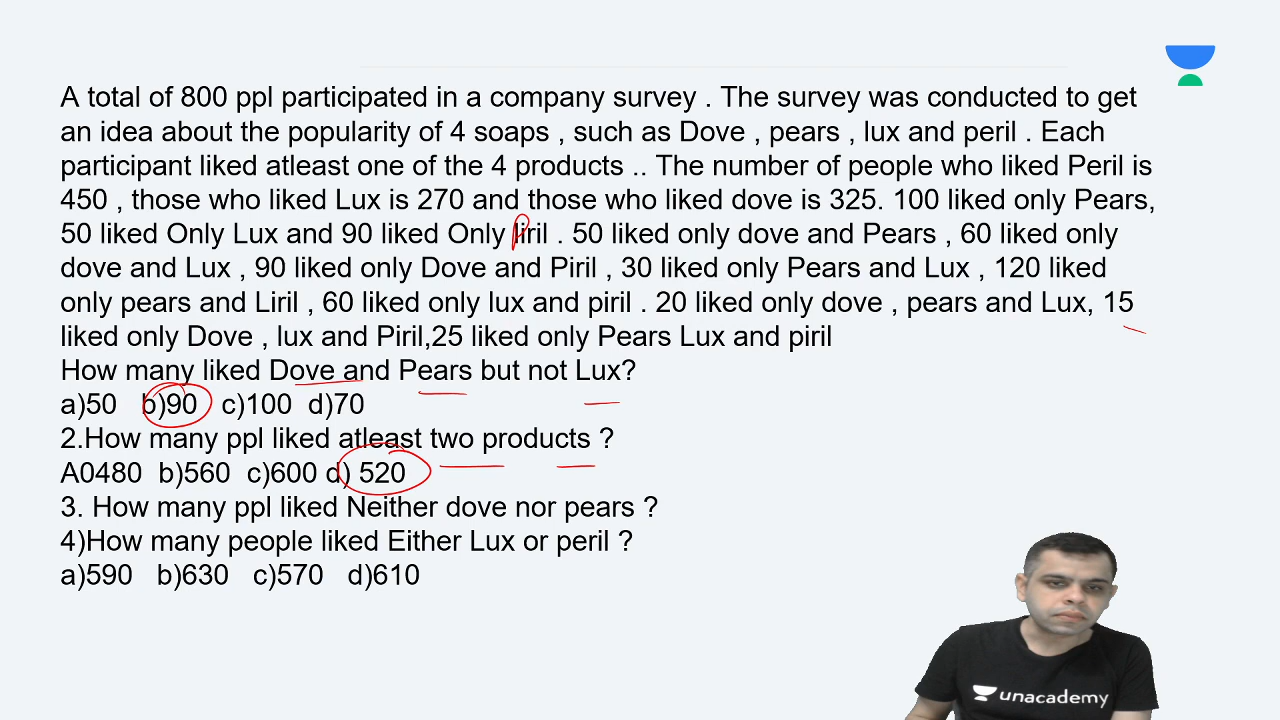 A total of 800 ppl participated in a company survey . The survey was conducted to get
an idea about the popularity of 4 soaps , such as Dove , pears , lux and peril . Each
participant liked atleast one of the 4 products .. The number of people who liked Peril is
450 , those who liked Lux is 270 and those who liked dove is 325. 100 liked only Pears,
50 liked Only Lux and 90 liked Only liril . 50 liked only dove and Pears , 60 liked only
dove and Lux , 90 liked only Dove and Piril , 30 liked only Pears and Lux , 120 liked
only pears and Liril , 60 liked only lux and piril . 20 liked only dove , pears and Lux, 15
liked only Dove , lux and Piril,25 liked only Pears Lux and piril
How many liked Dove and Pears but not Lux?
a)50 b)90 c)100 d)70
2.How many ppl liked atleast two products ?
A0480 b)560 c)600 d) 520
3. How many ppl liked Neither dove nor pears ?
4)How many people liked Either Lux or peril ?
a)590 b)630 c)570 d)610
unacademy